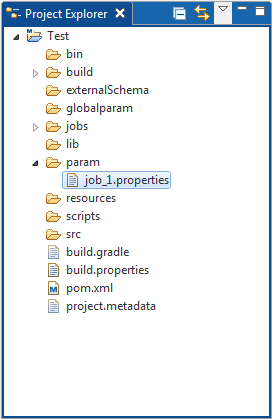 Project Explorer
Test
bin
build
externalSchema
globalparam
jobs
lib
param
job_1.properties
resources
scripts
src
build.gradle
build.properties
pom.xml
project.metadata